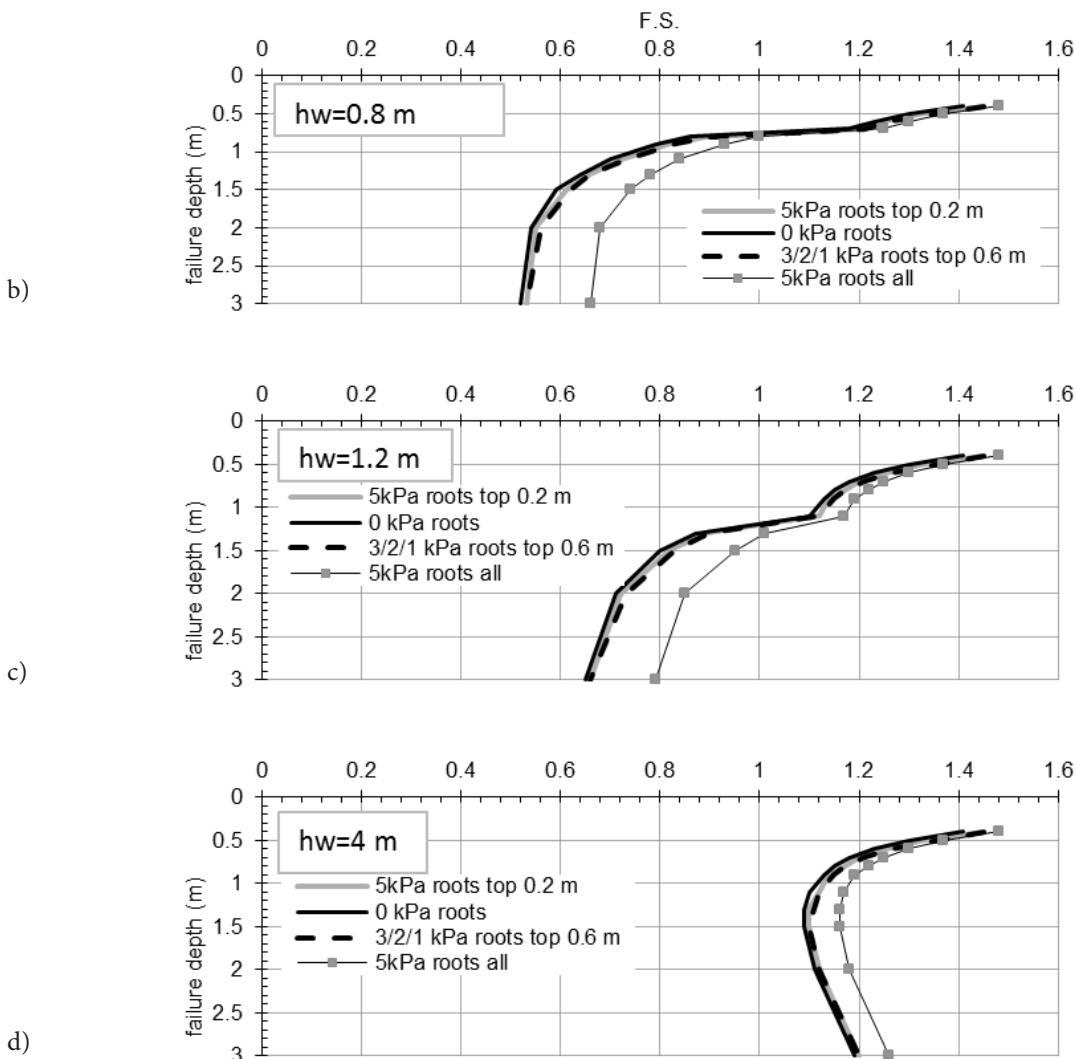 F.S.
0 0.2 0.4 0.6 0.8 1 1.2 1.4 1.6
0
0.5
1
1.5
2
2.5
3
failure depth (m)
hw=0.8 m
5kPa roots top 0.2 m
0 kPa roots
3/2/1 kPa roots top 0.6 m
5kPa roots all
b)
0 0.2 0.4 0.6 0.8 1 1.2 1.4 1.6
0
0.5
1
1.5
2
2.5
3
failure depth (m)
hw=1.2 m
5kPa roots top 0.2 m
0 kPa roots
3/2/1 kPa roots top 0.6 m
5kPa roots all
c)
0 0.2 0.4 0.6 0.8 1 1.2 1.4 1.6
0
0.5
1
1.5
2
2.5
3
failure depth (m)
hw=4 m
5kPa roots top 0.2 m
0 kPa roots
3/2/1 kPa roots top 0.6 m
5kPa roots all
d)